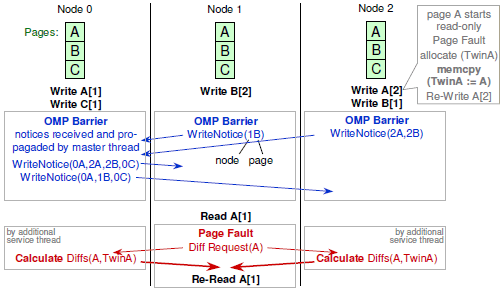 Node 0
Node 1
Node 2
Pages:
A
B
C
A
B
C
A
B
C
page A starts
read-only
Page Fault
allocate (TwinA)
memcpy
(TwinA := A)
Re-Write A[2]
Write A[1]
Write C[1]
Write B[2]
Write A[2]
Write B[1]
OMP Barrier
notices received and pro-
pagaded by master thread
WriteNotice(0A,2A,2B,0C)
WriteNotice(0A,1B,0C)
OMP Barrier
WriteNotice(1B)
node
page
OMP Barrier
WriteNotice(2A,2B)
Read A[1]
by additional
service thread
Calculate Diffs(A,TwinA)
Page Fault
Diff Request(A)
Re-Read A[1]
by additional
service thread
Calculate Diffs(A,TwinA)